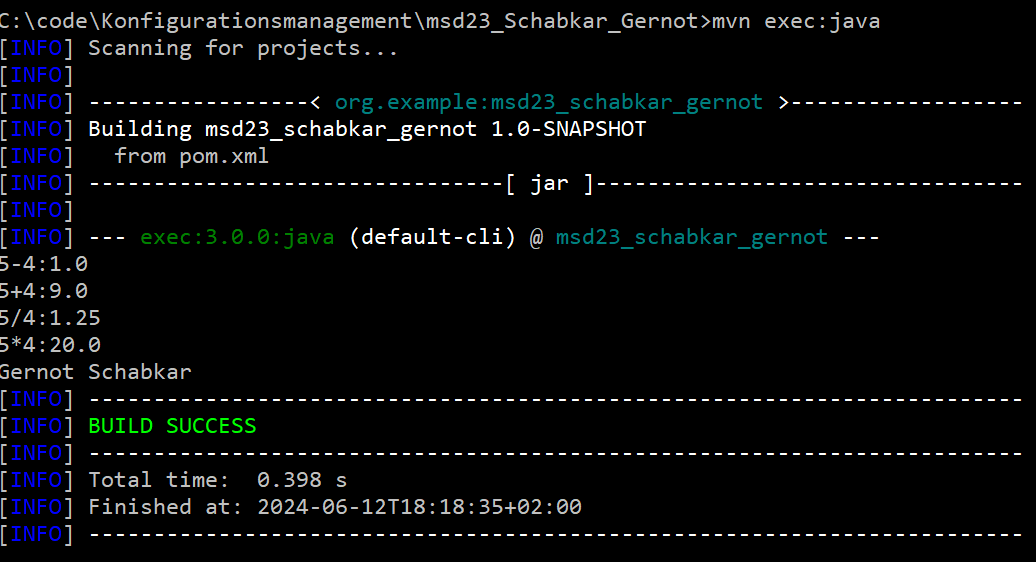 C:\code\Konfigurationsmanagement\msd23_Schabkar_Gernot>mvn exec:java
[INFO] Scanning for projects...
[INFO]
[INFO] -----------------< org.example:msd23_schabkar_gernot >------------------
[INFO] Building msd23_schabkar_gernot 1.0-SNAPSHOT
[INFO]   from pom.xml
[INFO] --------------------------------[ jar ]---------------------------------
[INFO]
[INFO] --- exec:3.0.0:java (default-cli) @ msd23_schabkar_gernot ---
5-4:1.0
5+4:9.0
5/4:1.25
5*4:20.0
Gernot Schabkar
[INFO] ------------------------------------------------------------------------
[INFO] BUILD SUCCESS
[INFO] ------------------------------------------------------------------------
[INFO] Total time:  0.398 s
[INFO] Finished at: 2024-06-12T18:18:35+02:00
[INFO] ------------------------------------------------------------------------